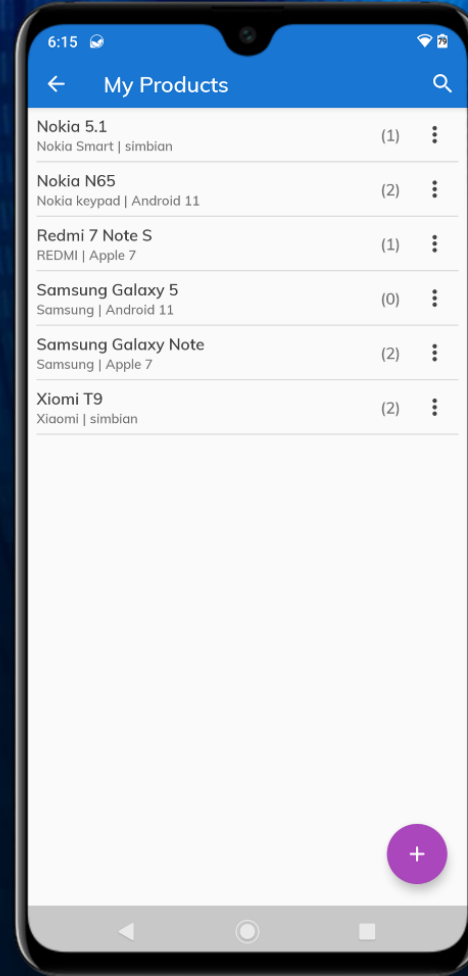 6:15
79
My Products
Nokia 5.1
Nokia Smart | simbian
(1)
Nokia N65
Nokia keypad | Android 11
(2)
Redmi 7 Note S
REDMI | Apple 7
(1)
Samsung Galaxy 5
Samsung | Android 11
(0)
Samsung Galaxy Note
Samsung | Apple 7
(2)
Xiomi T9
Xiaomi | simbian
(2)
+